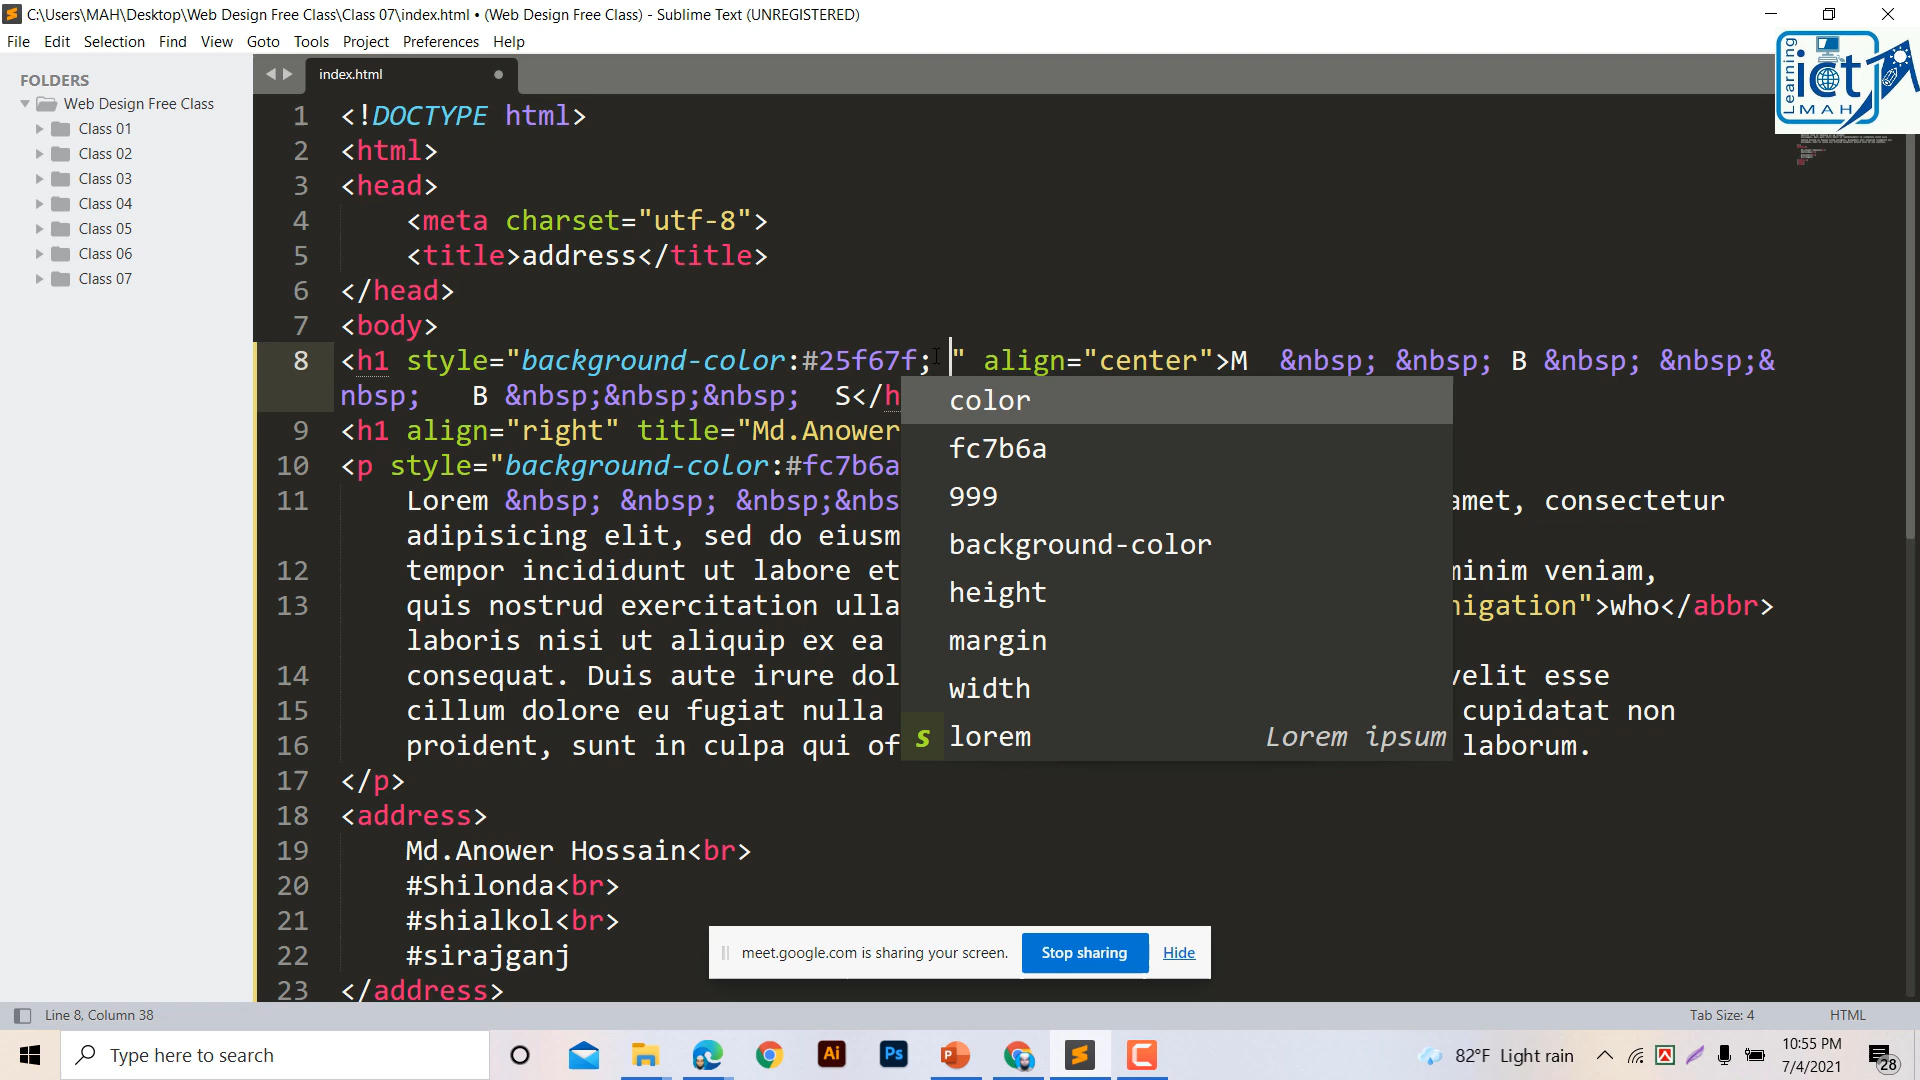 C:\Users\MAH\Desktop\Web Design Free Class\Class 07\index.html • (Web Design Free Class) - Sublime Text (UNREGISTERED)
File Edit Selection Find View Goto Tools Project Preferences Help
Learning
ict
MAH
FOLDERS
Web Design Free Class
Class 01
Class 02
Class 03
Class 04
Class 05
Class 06
Class 07
index.html
1 <!DOCTYPE html>
2 <html>
3 <head>
4 <meta charset="utf-8">
5 <title>address</title>
6 </head>
7 <body>
8 <h1 style="background-color:#25f67f; " align="center">M &nbsp; &nbsp; B &nbsp; &nbsp;&
nbsp; B &nbsp;&nbsp;&nbsp; S</h
9 <h1 align="right" title="Md.Anower
10 <p style="background-color:#fc7b6a
11 Lorem &nbsp; &nbsp; &nbsp;&nbs amet, consectetur
adipisicing elit, sed do eiusm
12 tempor incididunt ut labore et minim veniam,
13 quis nostrud exercitation ulla nigation">who</abbr>
laboris nisi ut aliquip ex ea
14 consequat. Duis aute irure dol velit esse
15 cillum dolore eu fugiat nulla cupidatat non
16 proident, sunt in culpa qui of laborum.
17 </p>
18 <address>
19 Md.Anower Hossain<br>
20 #Shilonda<br>
21 #shialkol<br>
22 #sirajganj
23 </address>
color
fc7b6a
999
background-color
height
margin
width
s lorem Lorem ipsum
meet.google.com is sharing your screen. Stop sharing Hide
Line 8, Column 38 Tab Size: 4 HTML
Type here to search
Ai
Ps
82°F Light rain
10:55 PM
7/4/2021
28